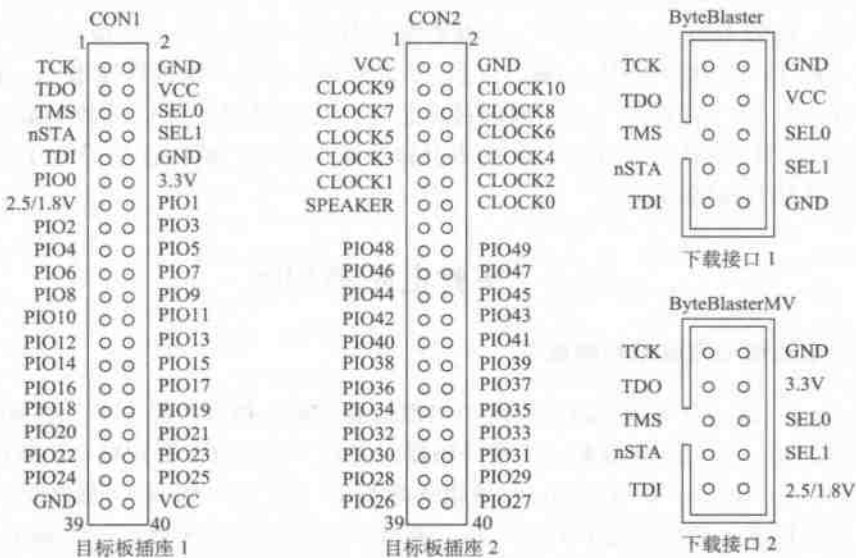 CON1
1 2
TCK GND
TDO VCC
TMS SEL0
nSTA SEL1
TDI GND
PIO0 3.3V
2.5/1.8V PIO1
PIO2 PIO3
PIO4 PIO5
PIO6 PIO7
PIO8 PIO9
PIO10 PIO11
PIO12 PIO13
PIO14 PIO15
PIO16 PIO17
PIO18 PIO19
PIO20 PIO21
PIO22 PIO23
PIO24 PIO25
GND VCC
39 40
目标板插座 1
CON2
1 2
VCC GND
CLOCK9 CLOCK10
CLOCK7 CLOCK8
CLOCK5 CLOCK6
CLOCK3 CLOCK4
CLOCK1 CLOCK2
SPEAKER CLOCK0
PIO48 PIO49
PIO46 PIO47
PIO44 PIO45
PIO42 PIO43
PIO40 PIO41
PIO38 PIO39
PIO36 PIO37
PIO34 PIO35
PIO32 PIO33
PIO30 PIO31
PIO28 PIO29
PIO26 PIO27
39 40
目标板插座 2
ByteBlaster
TCK GND
TDO VCC
TMS SEL0
nSTA SEL1
TDI GND
下载接口 1
ByteBlasterMV
TCK GND
TDO 3.3V
TMS SEL0
nSTA SEL1
TDI 2.5/1.8V
下载接口 2